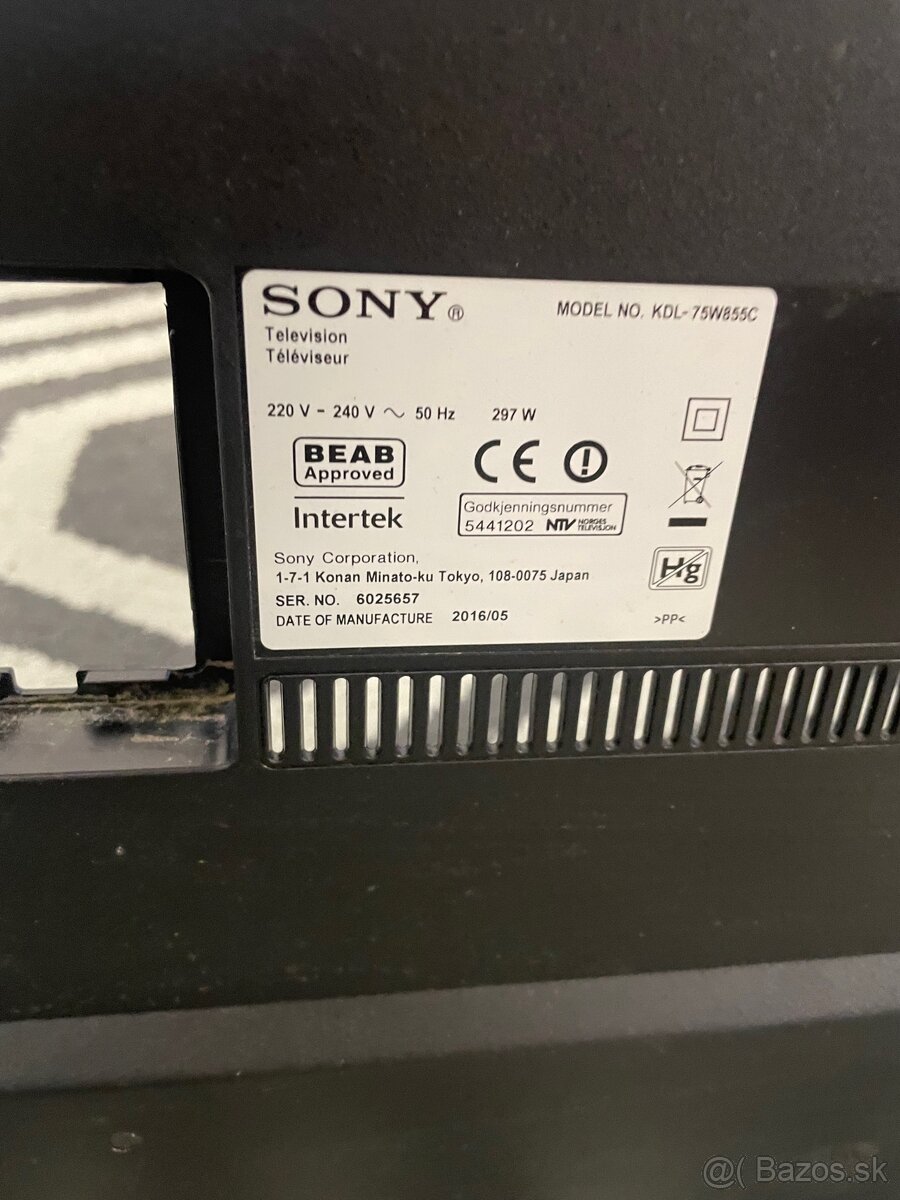 SONY®
MODEL NO. KDL-75W855C
Television
Téléviseur
220 V - 240 V ~ 50 Hz 297 W
BEAB
Approved
Intertek
CE
Godkjenningsnummer
5441202 NTV NORGES
TELEVISJON
Hg
Sony Corporation,
1-7-1 Konan Minato-ku Tokyo, 108-0075 Japan
SER. NO. 6025657
DATE OF MANUFACTURE 2016/05
>PP<
@( Bazos.sk